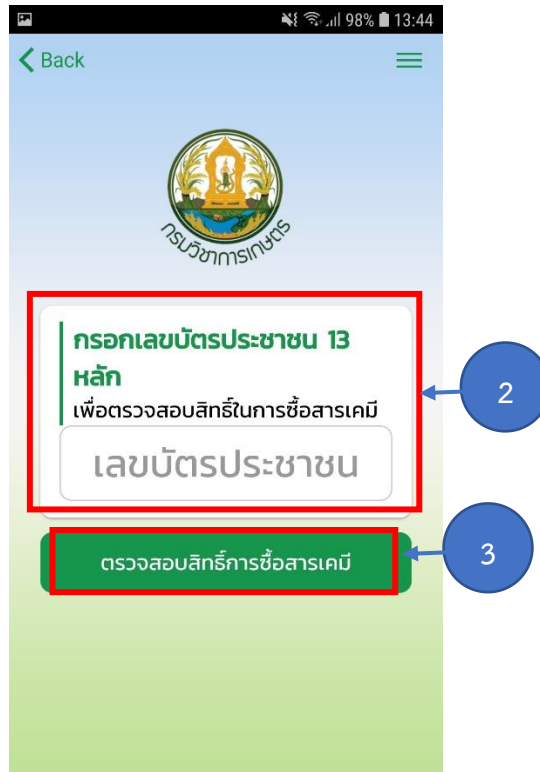 98% 13:44
Back
กรมวิชาการเกษตร
กรอกเลขบัตรประชาชน 13
หลัก
เพื่อตรวจสอบสิทธิ์ในการซื้อสารเคมี
เลขบัตรประชาชน
2
ตรวจสอบสิทธิ์การซื้อสารเคมี
3